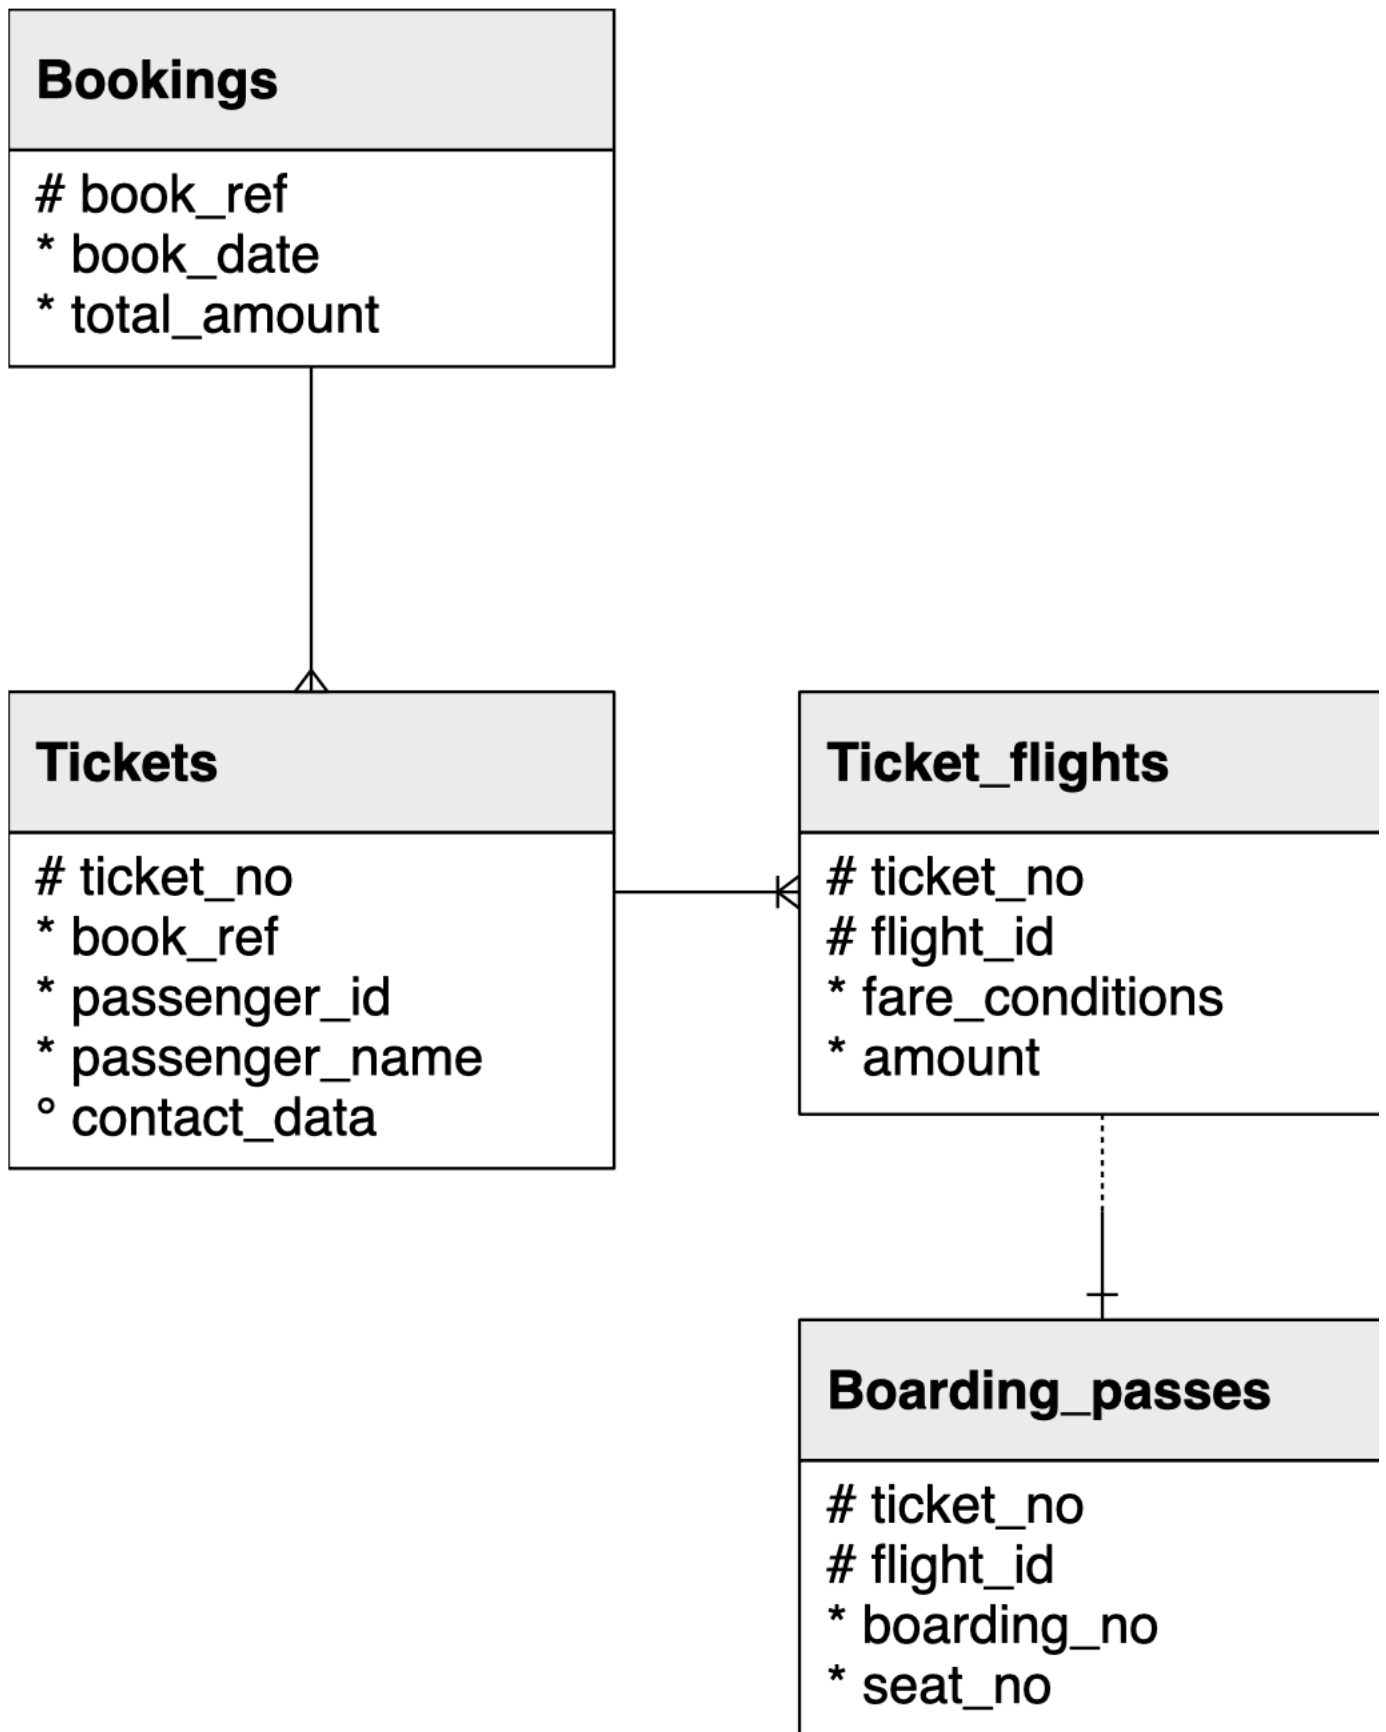 Bookings
# book_ref
* book_date
* total_amount
Tickets
# ticket_no
* book_ref
* passenger_id
* passenger_name
° contact_data
Ticket_flights
# ticket_no
# flight_id
* fare_conditions
* amount
Boarding_passes
# ticket_no
# flight_id
* boarding_no
* seat_no